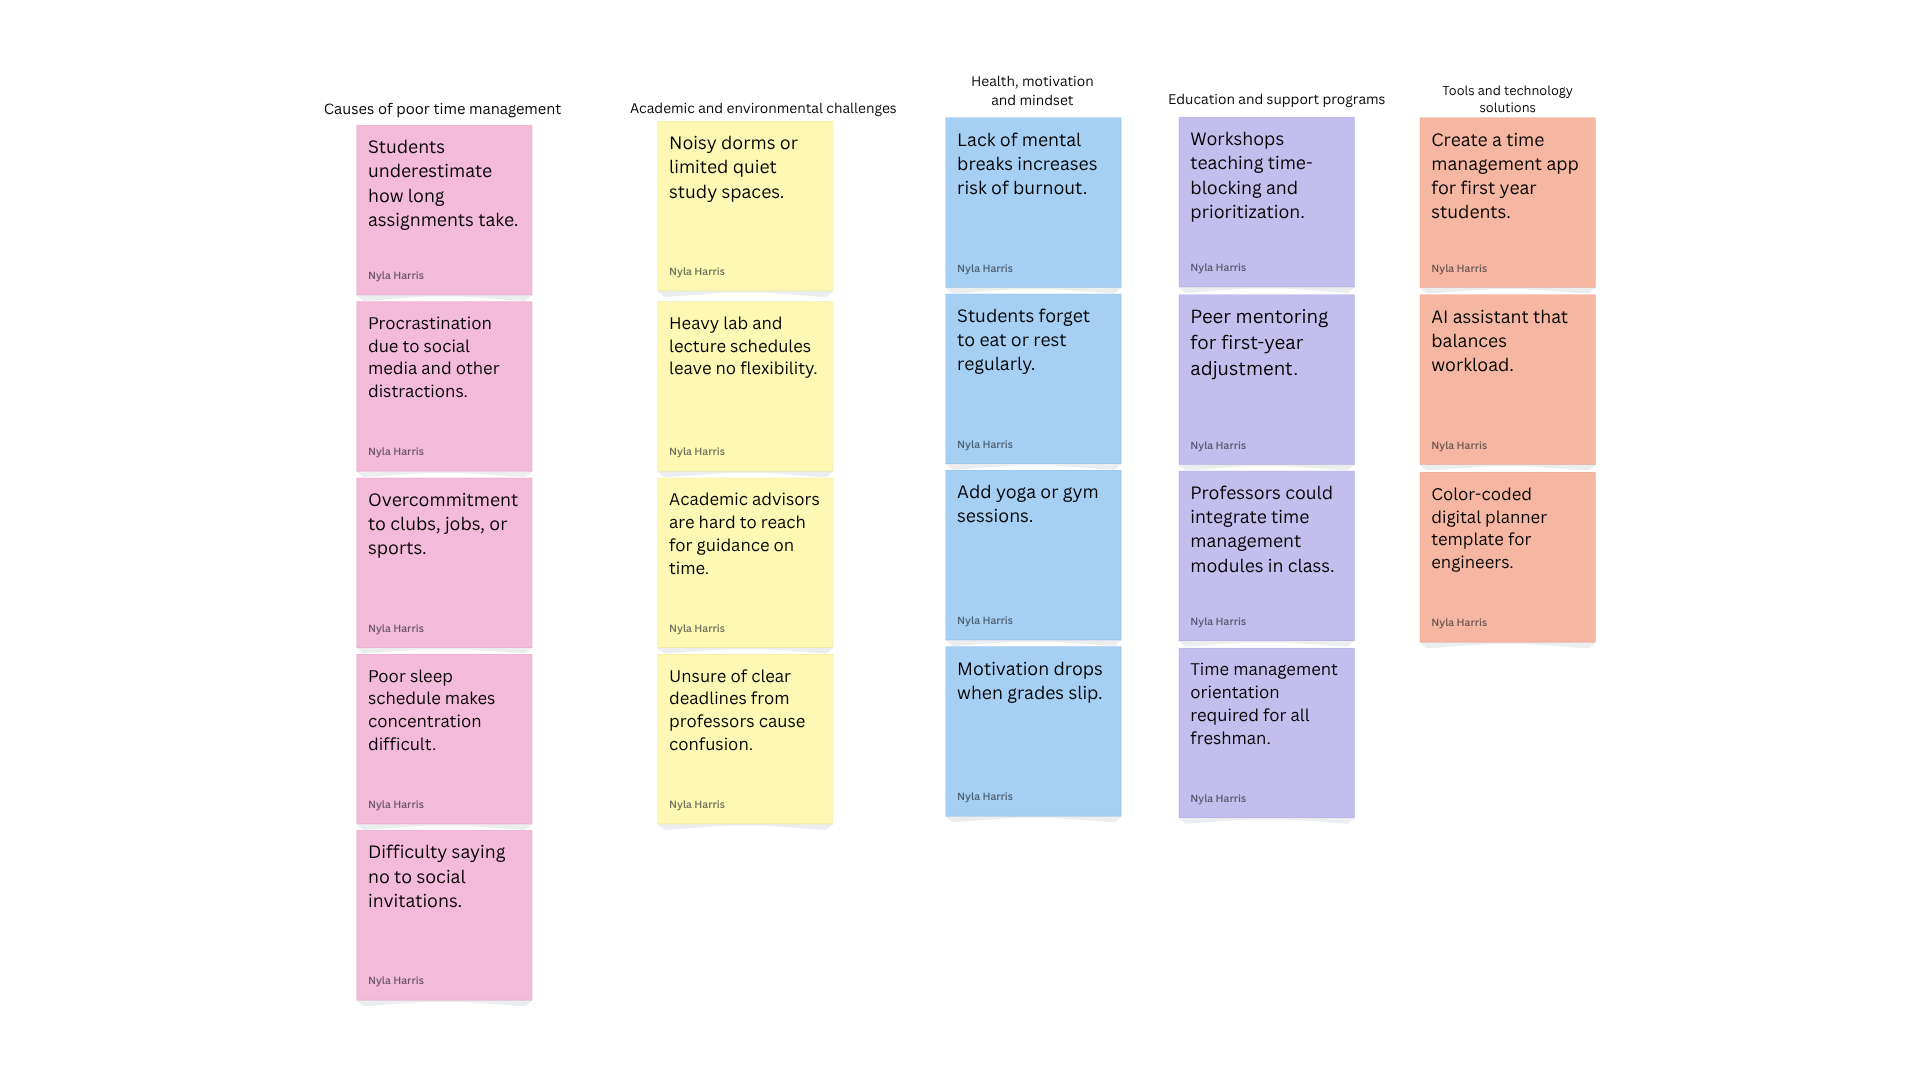 Causes of poor time management
Students
underestimate
how long
assignments take.
Nyla Harris
Procrastination
due to social
media and other
distractions.
Nyla Harris
Overcommitment
to clubs, jobs, or
sports.
Nyla Harris
Poor sleep
schedule makes
concentration
difficult.
Nyla Harris
Difficulty saying
no to social
invitations.
Nyla Harris
Academic and environmental challenges
Noisy dorms or
limited quiet
study spaces.
Nyla Harris
Heavy lab and
lecture schedules
leave no flexibility.
Nyla Harris
Academic advisors
are hard to reach
for guidance on
time.
Nyla Harris
Unsure of clear
deadlines from
professors cause
confusion.
Nyla Harris
Health, motivation
and mindset
Lack of mental
breaks increases
risk of burnout.
Nyla Harris
Students forget
to eat or rest
regularly.
Nyla Harris
Add yoga or gym
sessions.
Nyla Harris
Motivation drops
when grades slip.
Nyla Harris
Education and support programs
Workshops
teaching time-
blocking and
prioritization.
Nyla Harris
Peer mentoring
for first-year
adjustment.
Nyla Harris
Professors could
integrate time
management
modules in class.
Nyla Harris
Time management
orientation
required for all
freshman.
Nyla Harris
Tools and technology
solutions
Create a time
management app
for first year
students.
Nyla Harris
AI assistant that
balances
workload.
Nyla Harris
Color-coded
digital planner
template for
engineers.
Nyla Harris